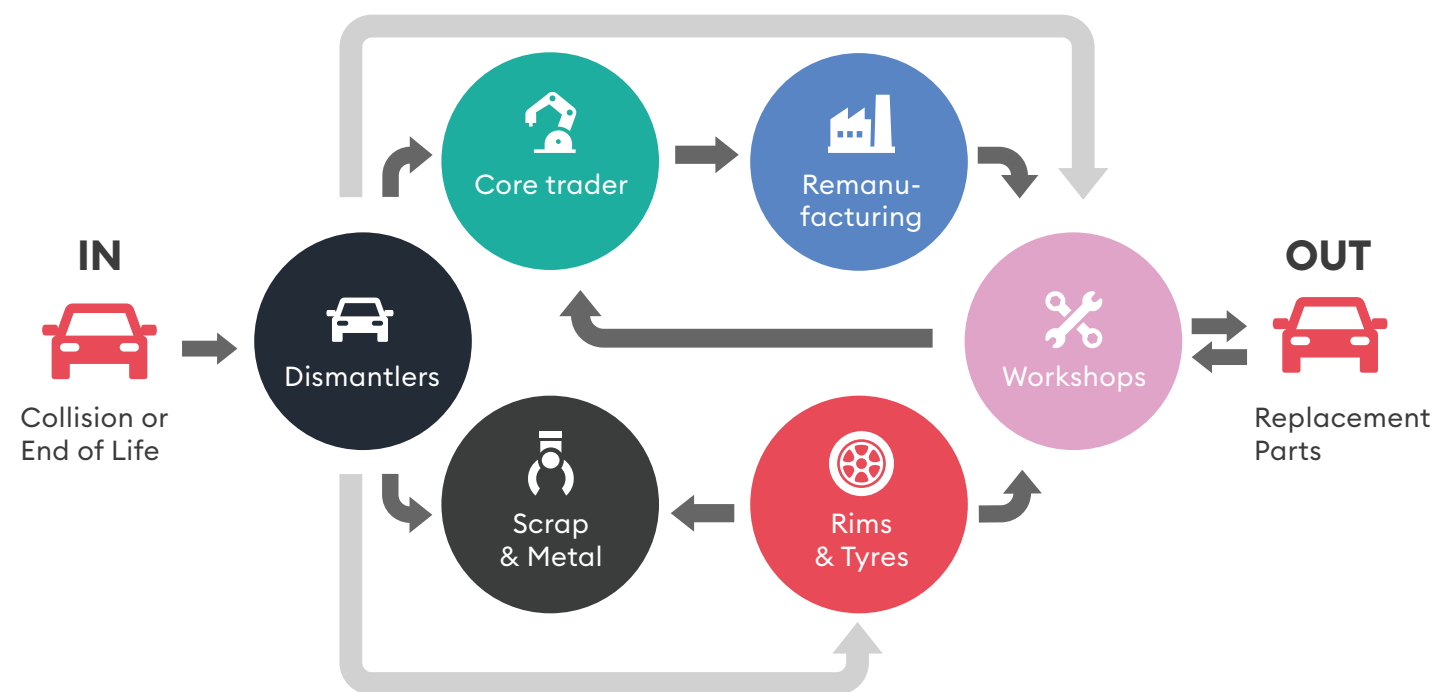 IN
Collision or
End of Life
Dismantlers
Core trader
Remanu-
facturing
Scrap
& Metal
Rims
& Tyres
Workshops
OUT
Replacement
Parts